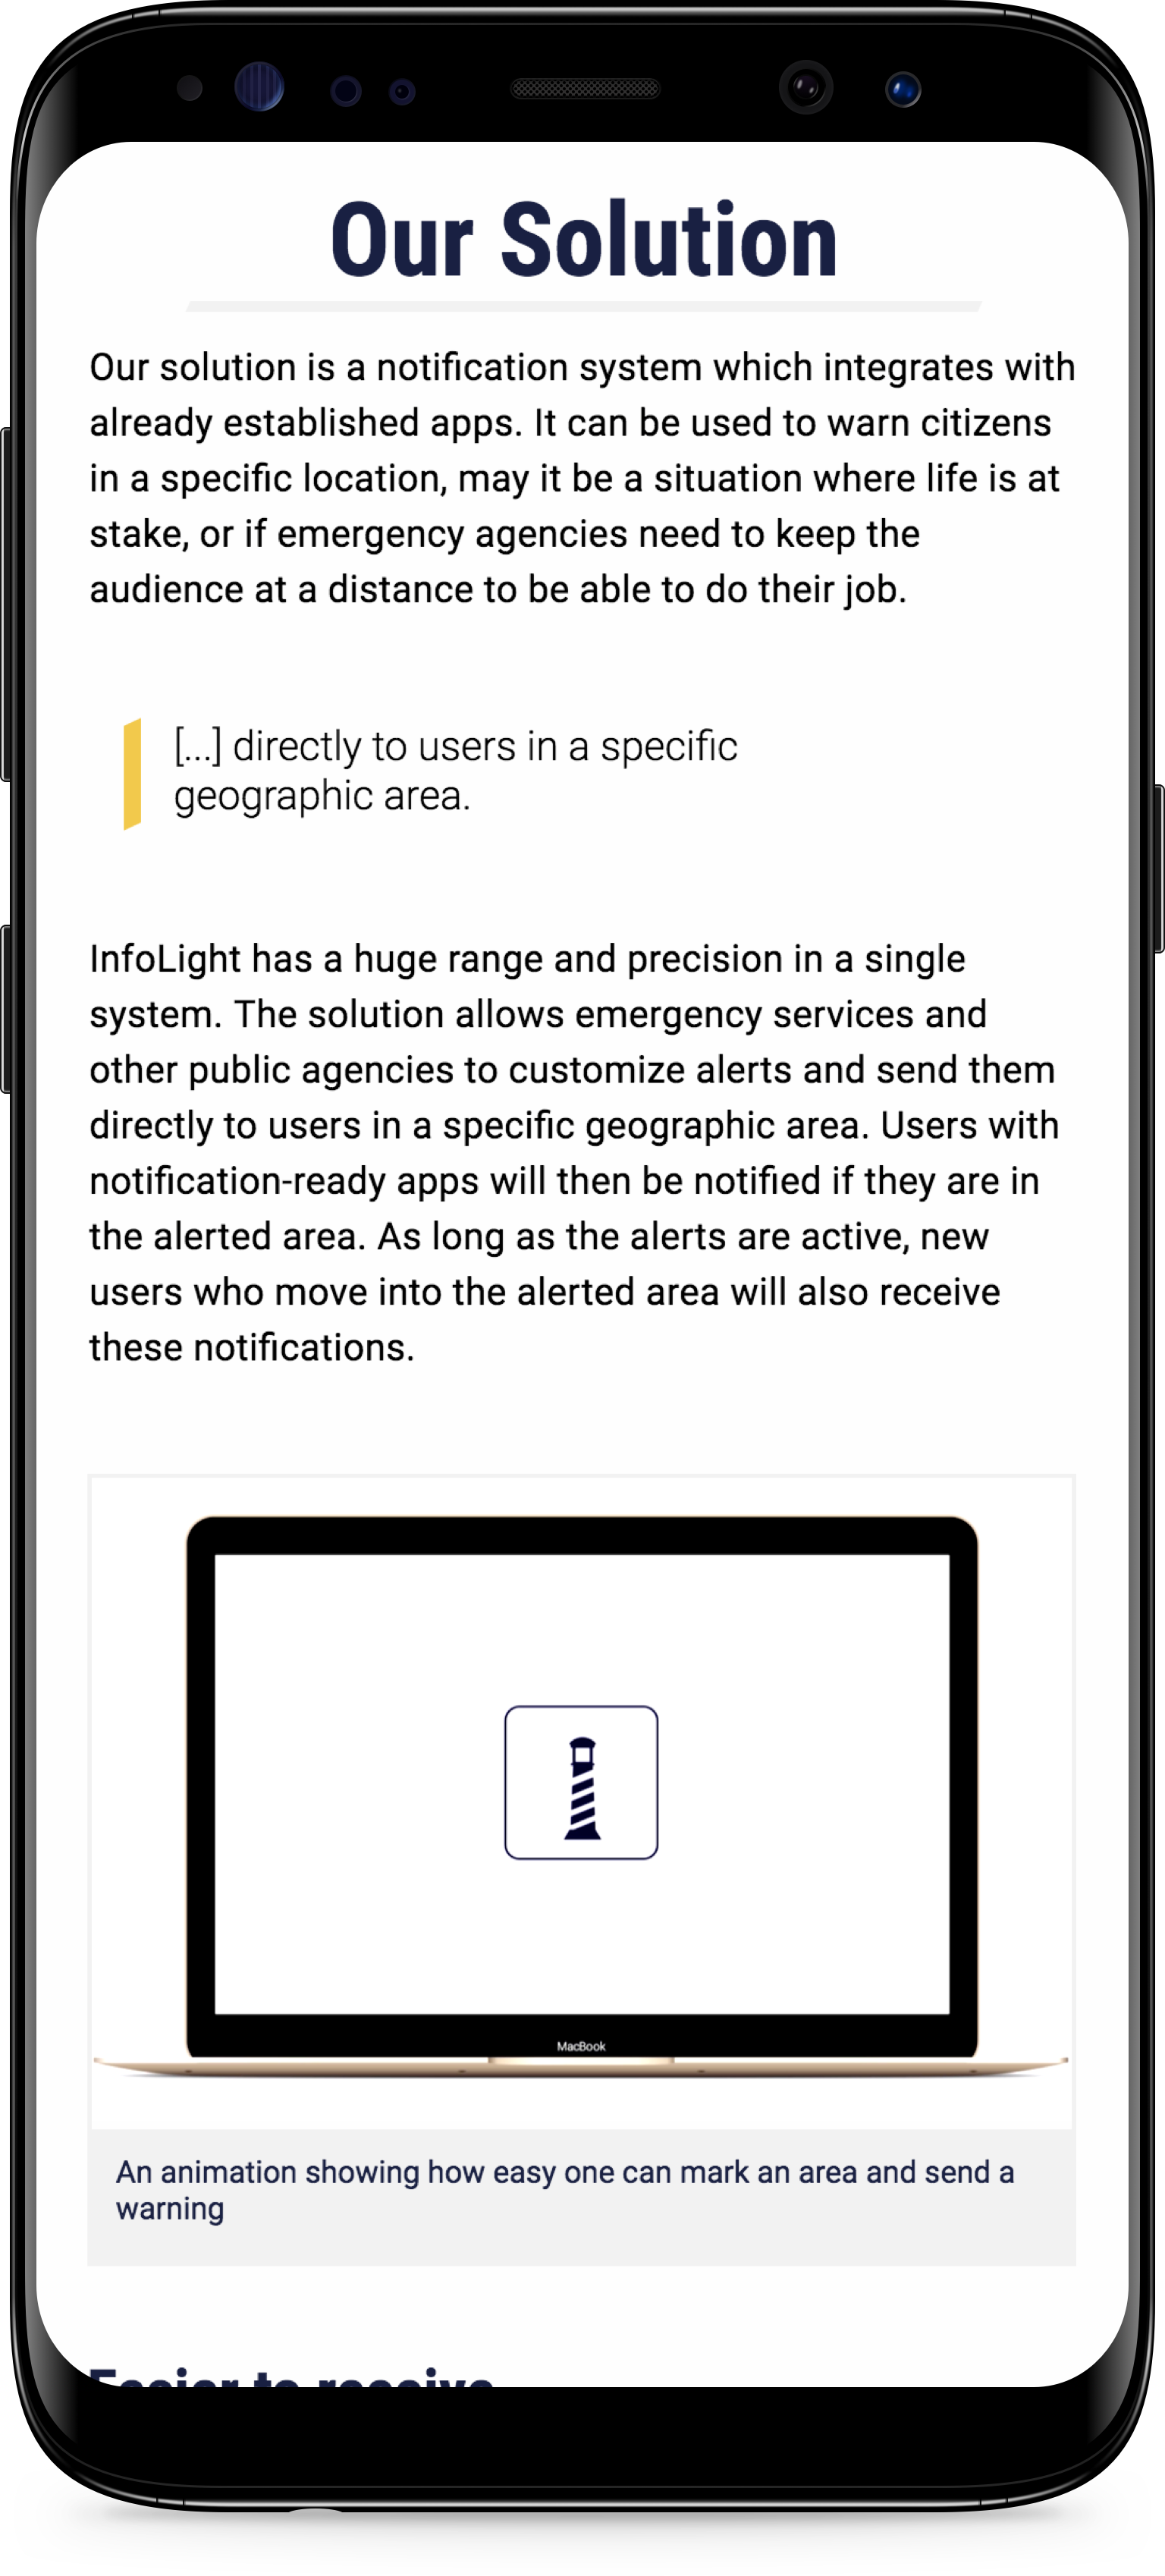 Our Solution
Our solution is a notification system which integrates with
already established apps. It can be used to warn citizens
in a specific location, may it be a situation where life is at
stake, or if emergency agencies need to keep the
audience at a distance to be able to do their job.
[...] directly to users in a specific
geographic area.
InfoLight has a huge range and precision in a single
system. The solution allows emergency services and
other public agencies to customize alerts and send them
directly to users in a specific geographic area. Users with
notification-ready apps will then be notified if they are in
the alerted area. As long as the alerts are active, new
users who move into the alerted area will also receive
these notifications.
MacBook
An animation showing how easy one can mark an area and send a
warning
Easier to receive